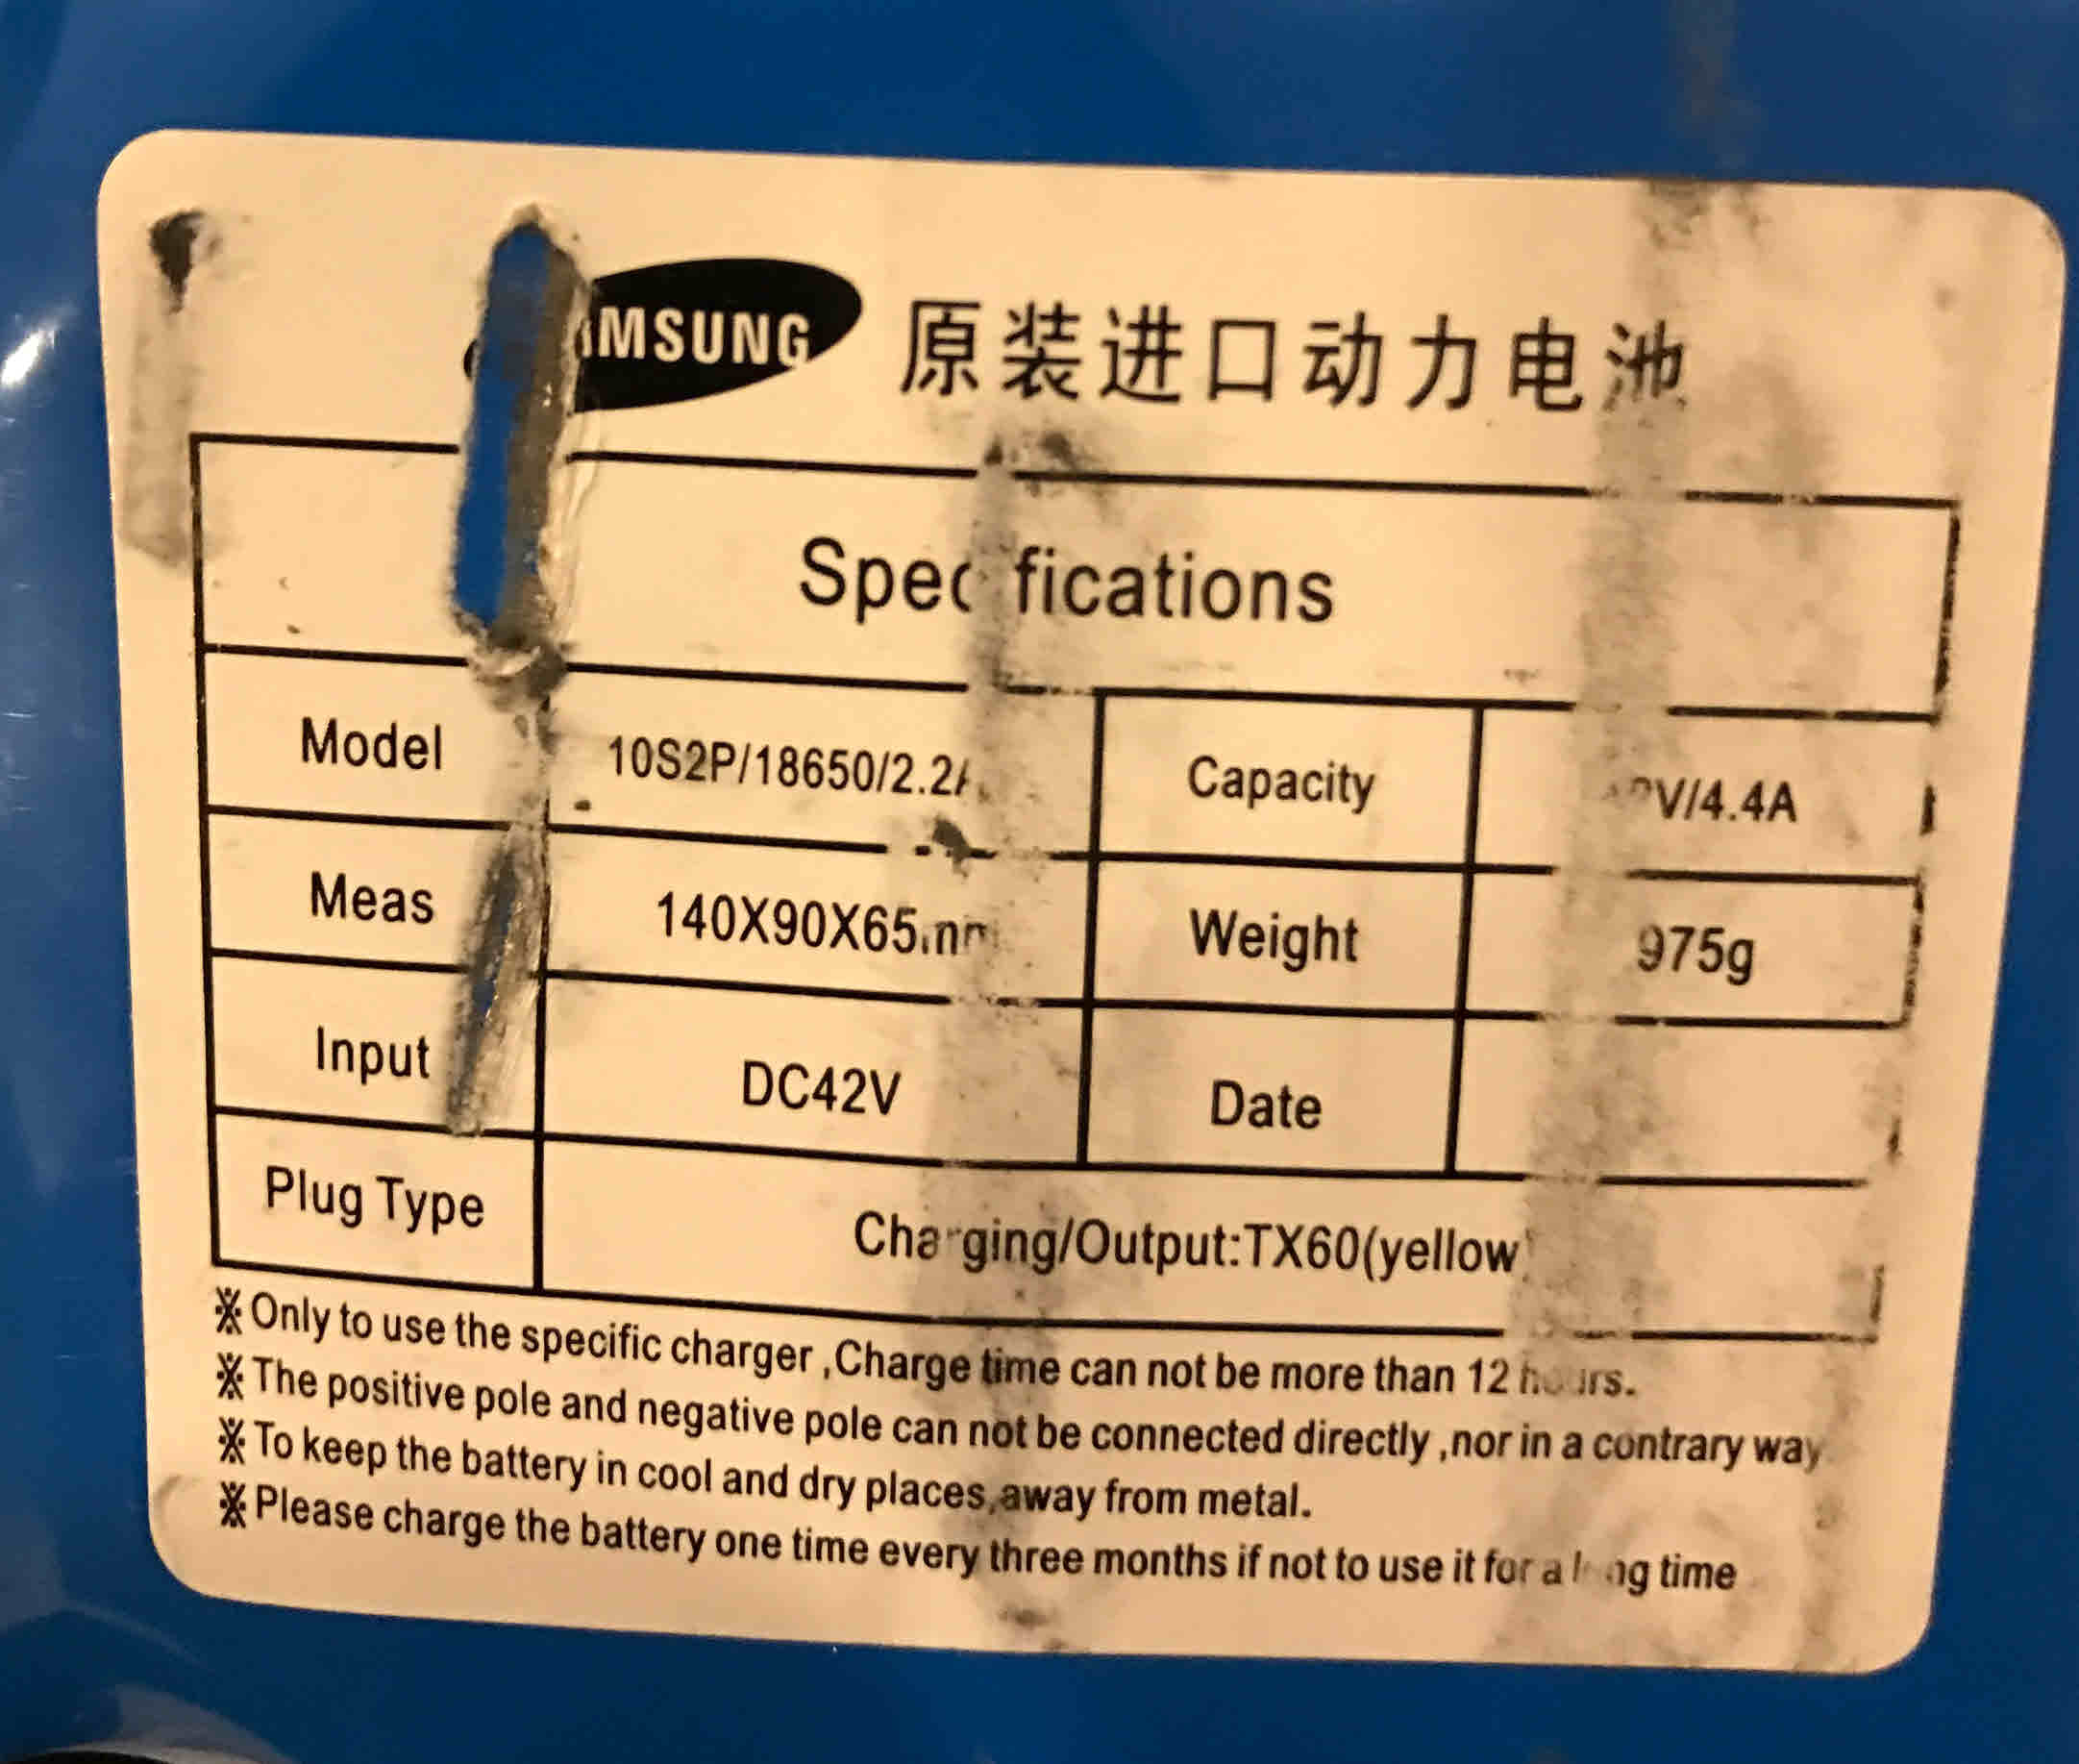 原装进口动力电池
Model 10S2P/18650/2.2 Capacity V/4.4A
Meas 140X90X65 Weight 975g
Input DC42V Date
Plug Type Charging/Output:TX60(yellow
※Only to use the specific charger ,Charge time can not be more than 12
※The positive pole and negative pole can not be connected directly ,nor in a contrary way
※To keep the battery in cool and dry places,away from metal.
※Please charge the battery one time every three months if not to use it for a time